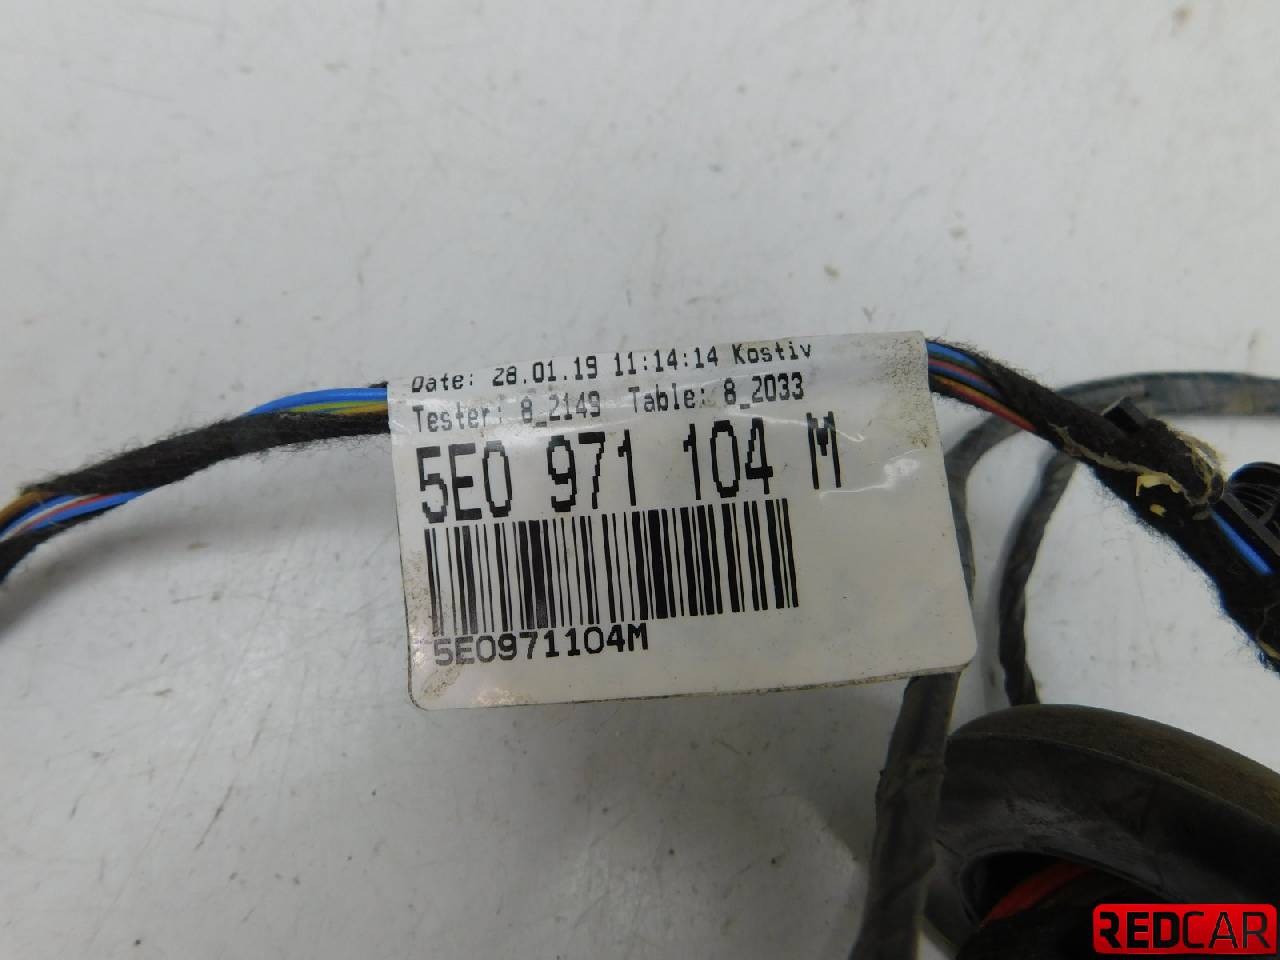 Date: 28.01.19 11:14:14 Kostiv
Tester: 8_2149 Table: 8_2033
5E0 971 104 M
5E0971104M
REDCAR